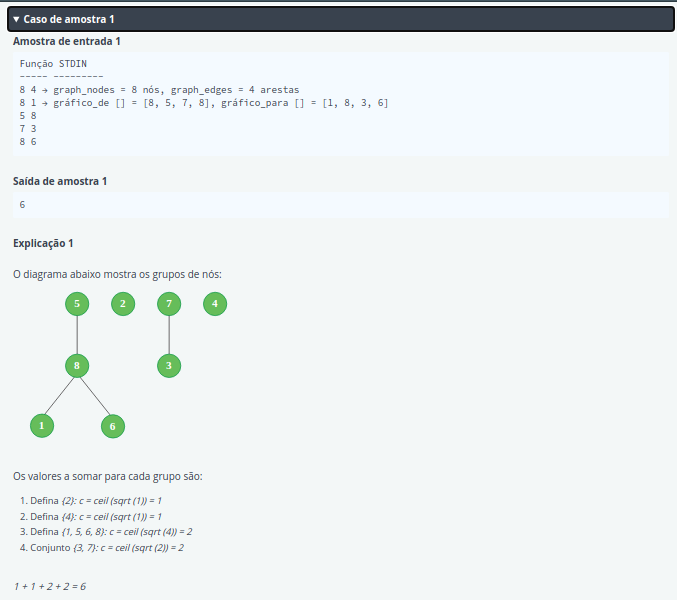 ▼ Caso de amostra 1
Amostra de entrada 1
Função STDIN
----- ---------
8 4 → graph_nodes = 8 nós, graph_edges = 4 arestas
8 1 → gráfico_de [] = [8, 5, 7, 8], gráfico_para [] = [1, 8, 3, 6]
5 8
7 3
8 6
Saída de amostra 1
6
Explicação 1
O diagrama abaixo mostra os grupos de nós:
5 2 7 4
8 3
1 6
Os valores a somar para cada grupo são:
1. Defina {2}: c = ceil (sqrt (1)) = 1
2. Defina {4}: c = ceil (sqrt (1)) = 1
3. Defina {1, 5, 6, 8}: c = ceil (sqrt (4)) = 2
4. Conjunto {3, 7}: c = ceil (sqrt (2)) = 2
1 + 1 + 2 + 2 = 6